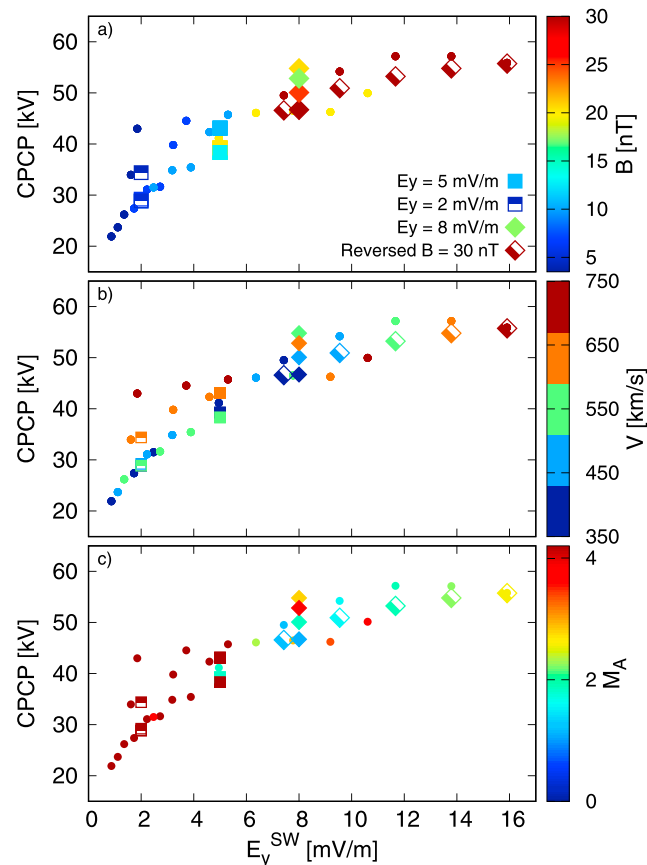 a)
CPCP [kV]
60
50
40
30
20
Ey = 5 mV/m
Ey = 2 mV/m
Ey = 8 mV/m
Reversed B = 30 nT
30
25
20
15
10
5
B [nT]
b)
CPCP [kV]
60
50
40
30
20
750
650
550
450
350
V [km/s]
c)
CPCP [kV]
60
50
40
30
20
4
2
0
M_A
0 2 4 6 8 10 12 14 16
E_y^SW [mV/m]